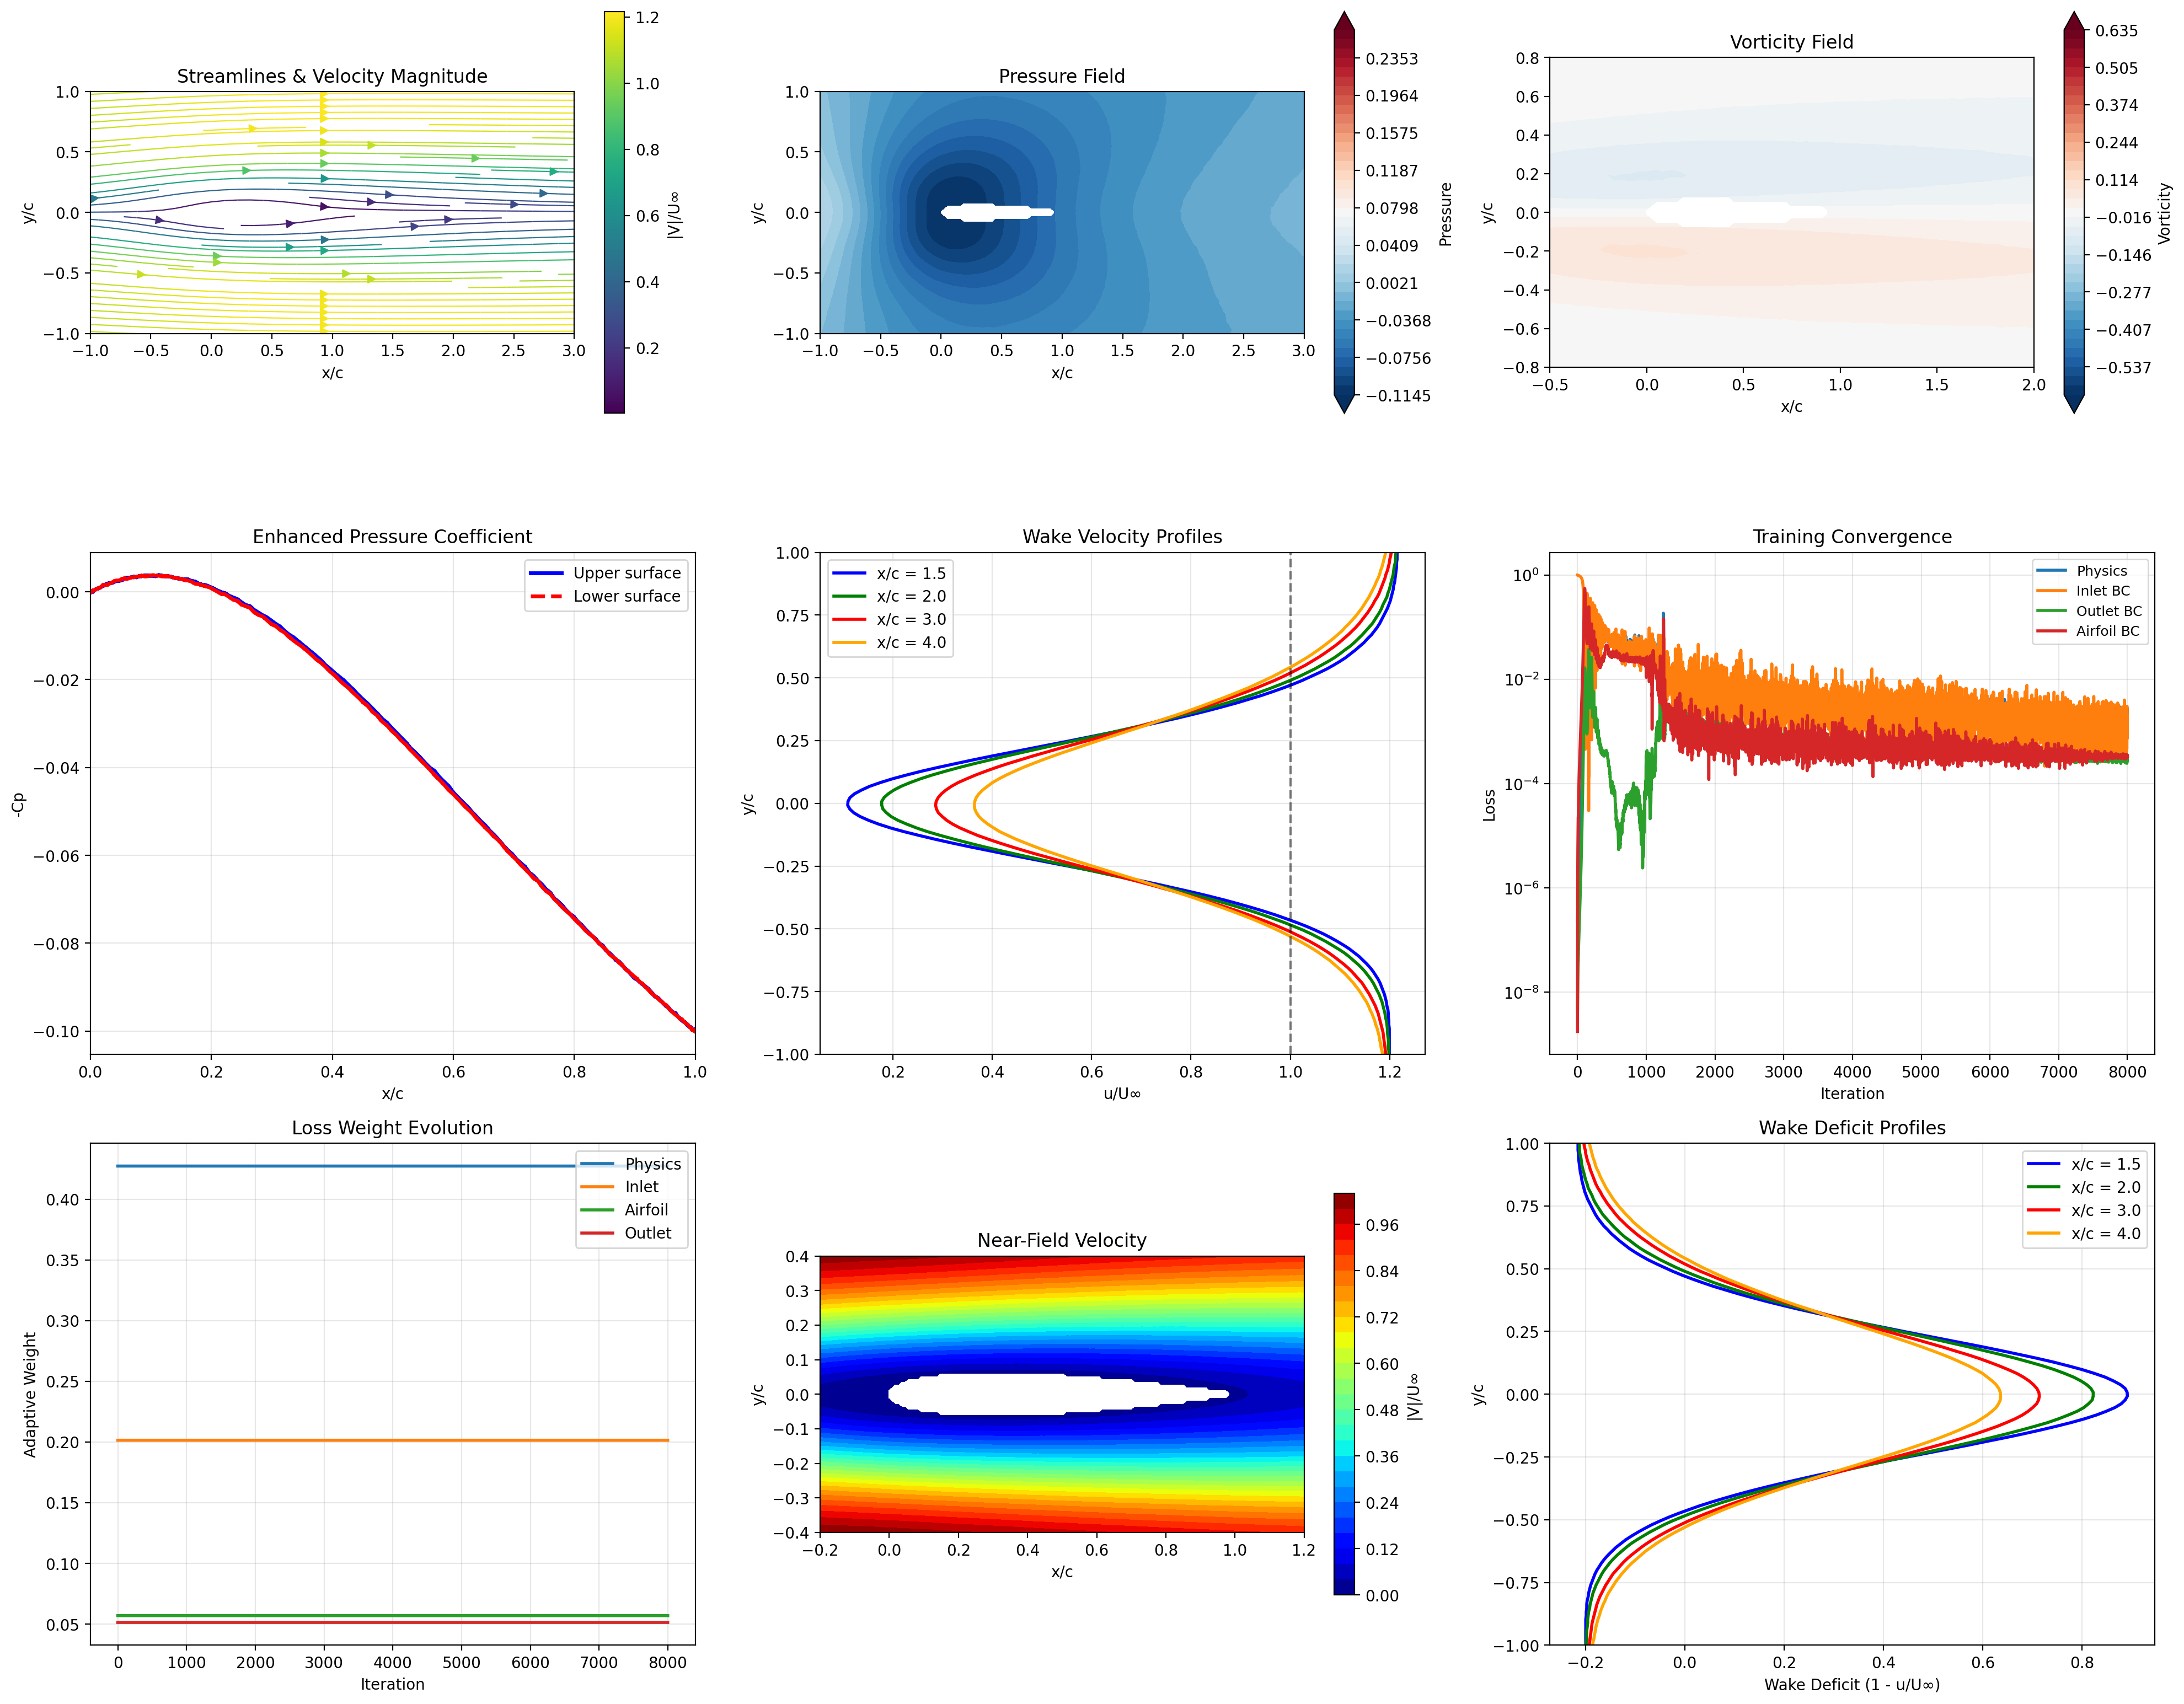 Streamlines & Velocity Magnitude
1.0
0.5
0.0
−0.5
−1.0
y/c
−1.0 −0.5 0.0 0.5 1.0 1.5 2.0 2.5 3.0
x/c
1.2
1.0
0.8
0.6
0.4
0.2
|V|/U∞
Pressure Field
1.0
0.5
0.0
−0.5
−1.0
y/c
−1.0 −0.5 0.0 0.5 1.0 1.5 2.0 2.5 3.0
x/c
0.2353
0.1964
0.1575
0.1187
0.0798
0.0409
0.0021
−0.0368
−0.0756
−0.1145
Pressure
Vorticity Field
0.8
0.6
0.4
0.2
0.0
−0.2
−0.4
−0.6
−0.8
y/c
−0.5 0.0 0.5 1.0 1.5 2.0
x/c
0.635
0.505
0.374
0.244
0.114
−0.016
−0.146
−0.277
−0.407
−0.537
Vorticity
Enhanced Pressure Coefficient
Upper surface
Lower surface
0.00
−0.02
−0.04
−0.06
−0.08
−0.10
-Cp
0.0 0.2 0.4 0.6 0.8 1.0
x/c
Wake Velocity Profiles
x/c = 1.5
x/c = 2.0
x/c = 3.0
x/c = 4.0
1.00
0.75
0.50
0.25
0.00
−0.25
−0.50
−0.75
−1.00
y/c
0.2 0.4 0.6 0.8 1.0 1.2
u/U∞
Training Convergence
Physics
Inlet BC
Outlet BC
Airfoil BC
10⁰
10⁻²
10⁻⁴
10⁻⁶
10⁻⁸
Loss
0 1000 2000 3000 4000 5000 6000 7000 8000
Iteration
Loss Weight Evolution
Physics
Inlet
Airfoil
Outlet
0.40
0.35
0.30
0.25
0.20
0.15
0.10
0.05
Adaptive Weight
0 1000 2000 3000 4000 5000 6000 7000 8000
Iteration
Near-Field Velocity
0.4
0.3
0.2
0.1
0.0
−0.1
−0.2
−0.3
−0.4
y/c
−0.2 0.0 0.2 0.4 0.6 0.8 1.0 1.2
x/c
0.96
0.84
0.72
0.60
0.48
0.36
0.24
0.12
0.00
|V|/U∞
Wake Deficit Profiles
x/c = 1.5
x/c = 2.0
x/c = 3.0
x/c = 4.0
1.00
0.75
0.50
0.25
0.00
−0.25
−0.50
−0.75
−1.00
y/c
−0.2 0.0 0.2 0.4 0.6 0.8
Wake Deficit (1 - u/U∞)